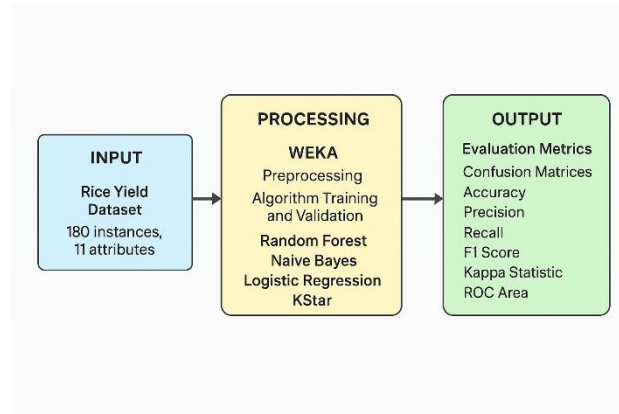 INPUT
Rice Yield
Dataset
180 instances,
11 attributes
PROCESSING
WEKA
Preprocessing
Algorithm Training
and Validation
Random Forest
Naive Bayes
Logistic Regression
KStar
OUTPUT
Evaluation Metrics
Confusion Matrices
Accuracy
Precision
Recall
F1 Score
Kappa Statistic
ROC Area